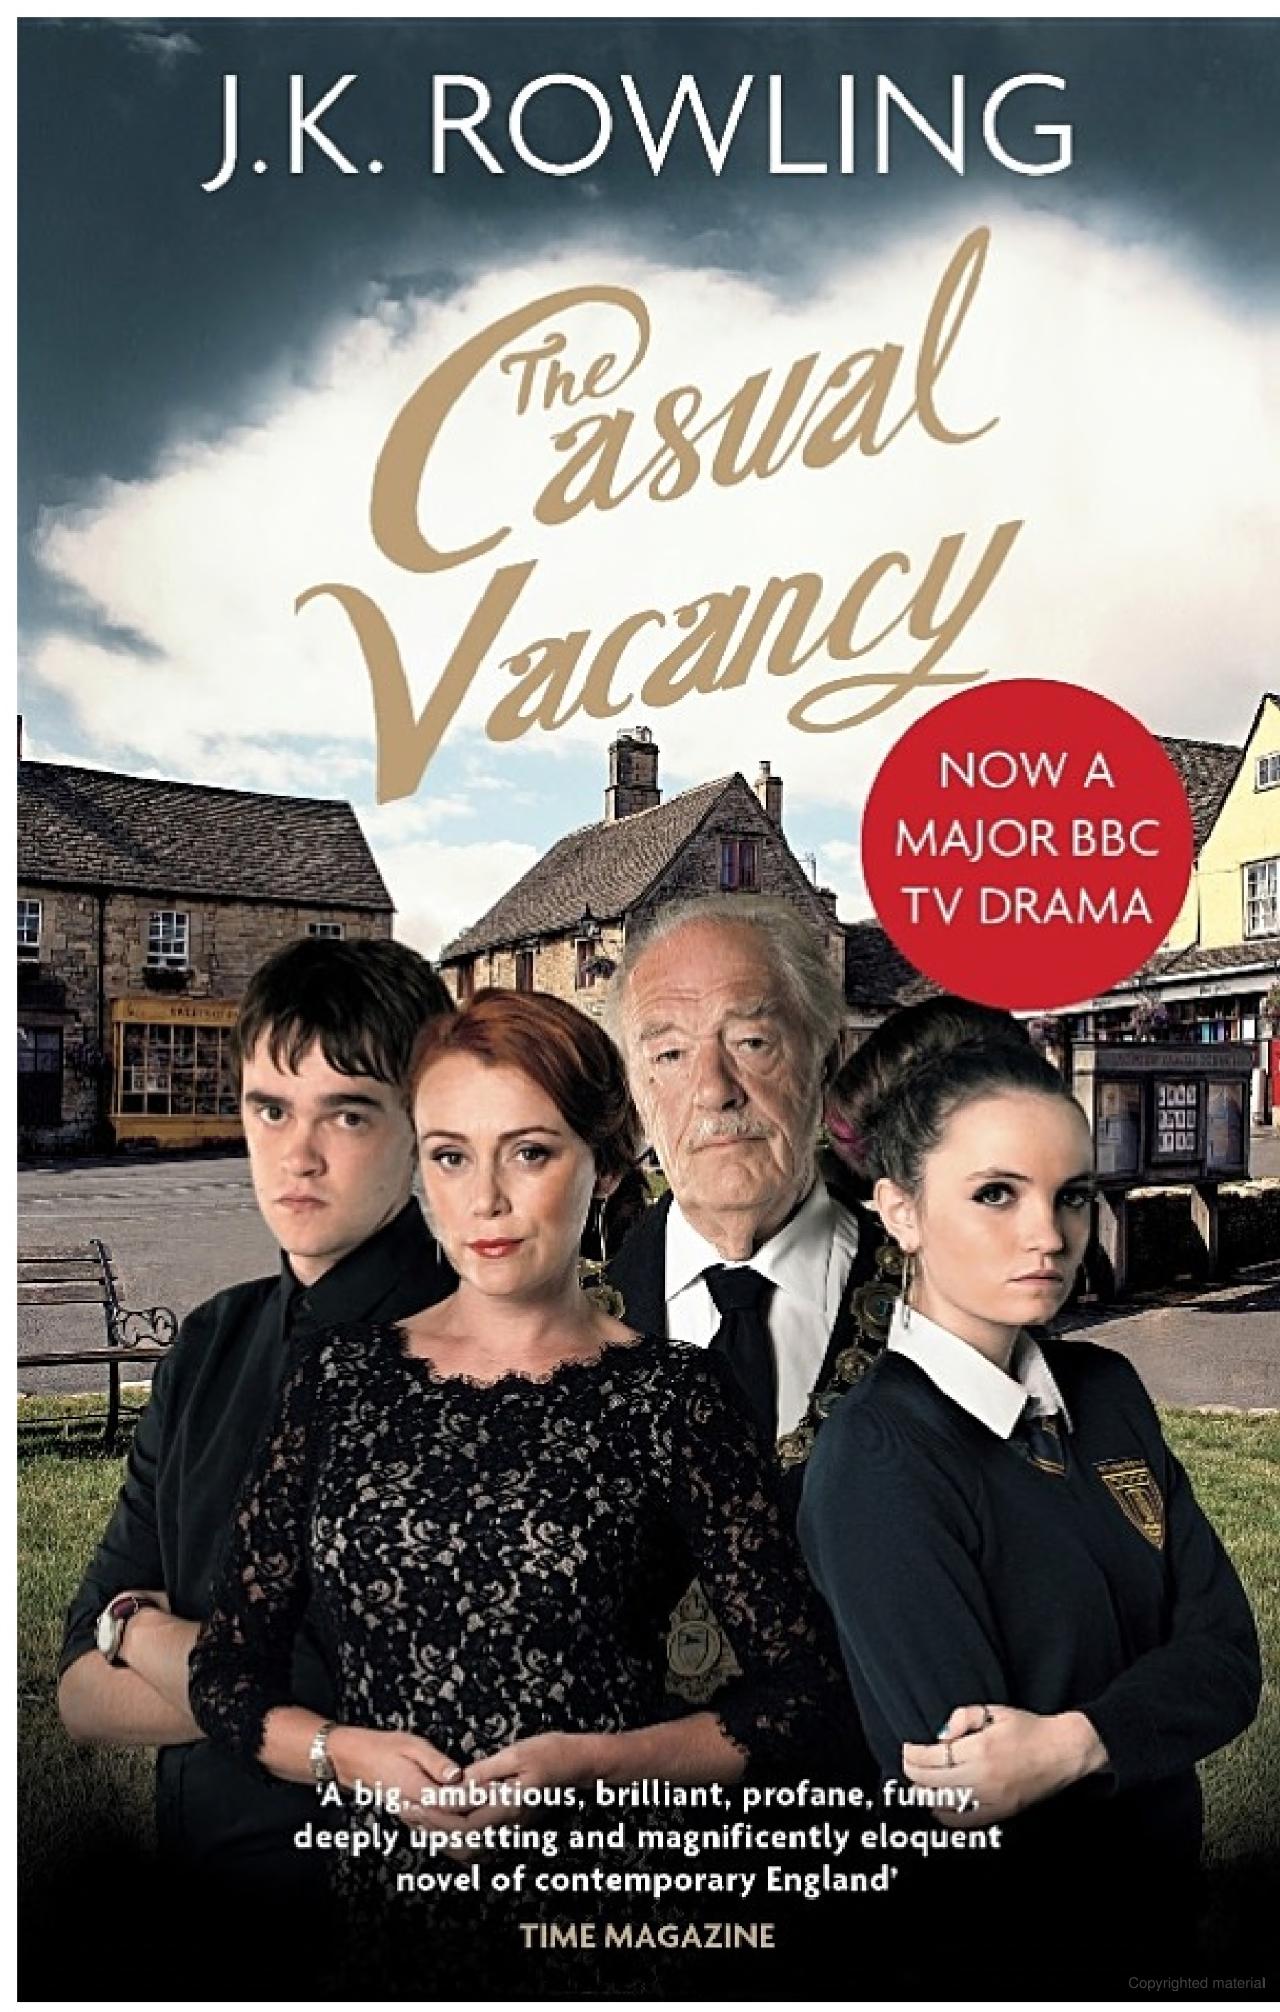 J.K. ROWLING
The
Casual
Vacancy
NOW A
MAJOR BBC
TV DRAMA
‘A big, ambitious, brilliant, profane, funny,
deeply upsetting and magnificently eloquent
novel of contemporary England’
TIME MAGAZINE
Copyrighted material